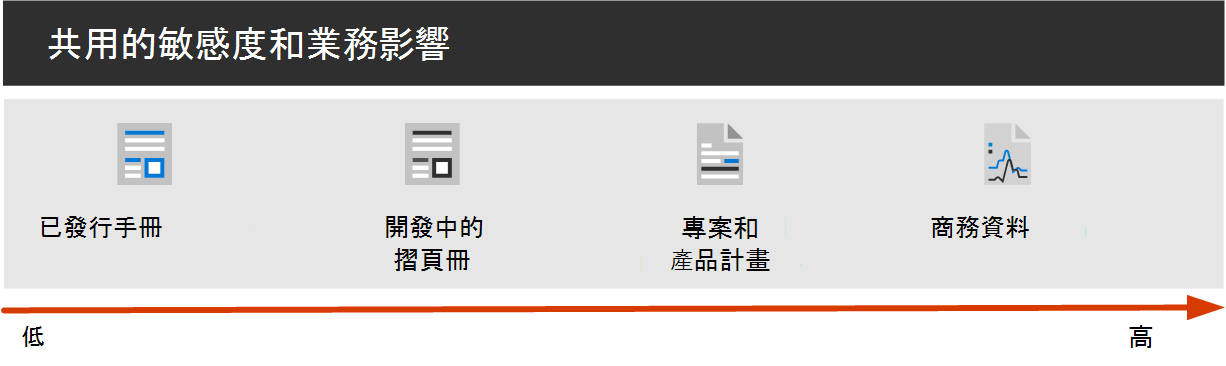 共用的敏感度和業務影響
已發行手冊
開發中的
摺頁冊
專案和
產品計畫
商務資料
低
高